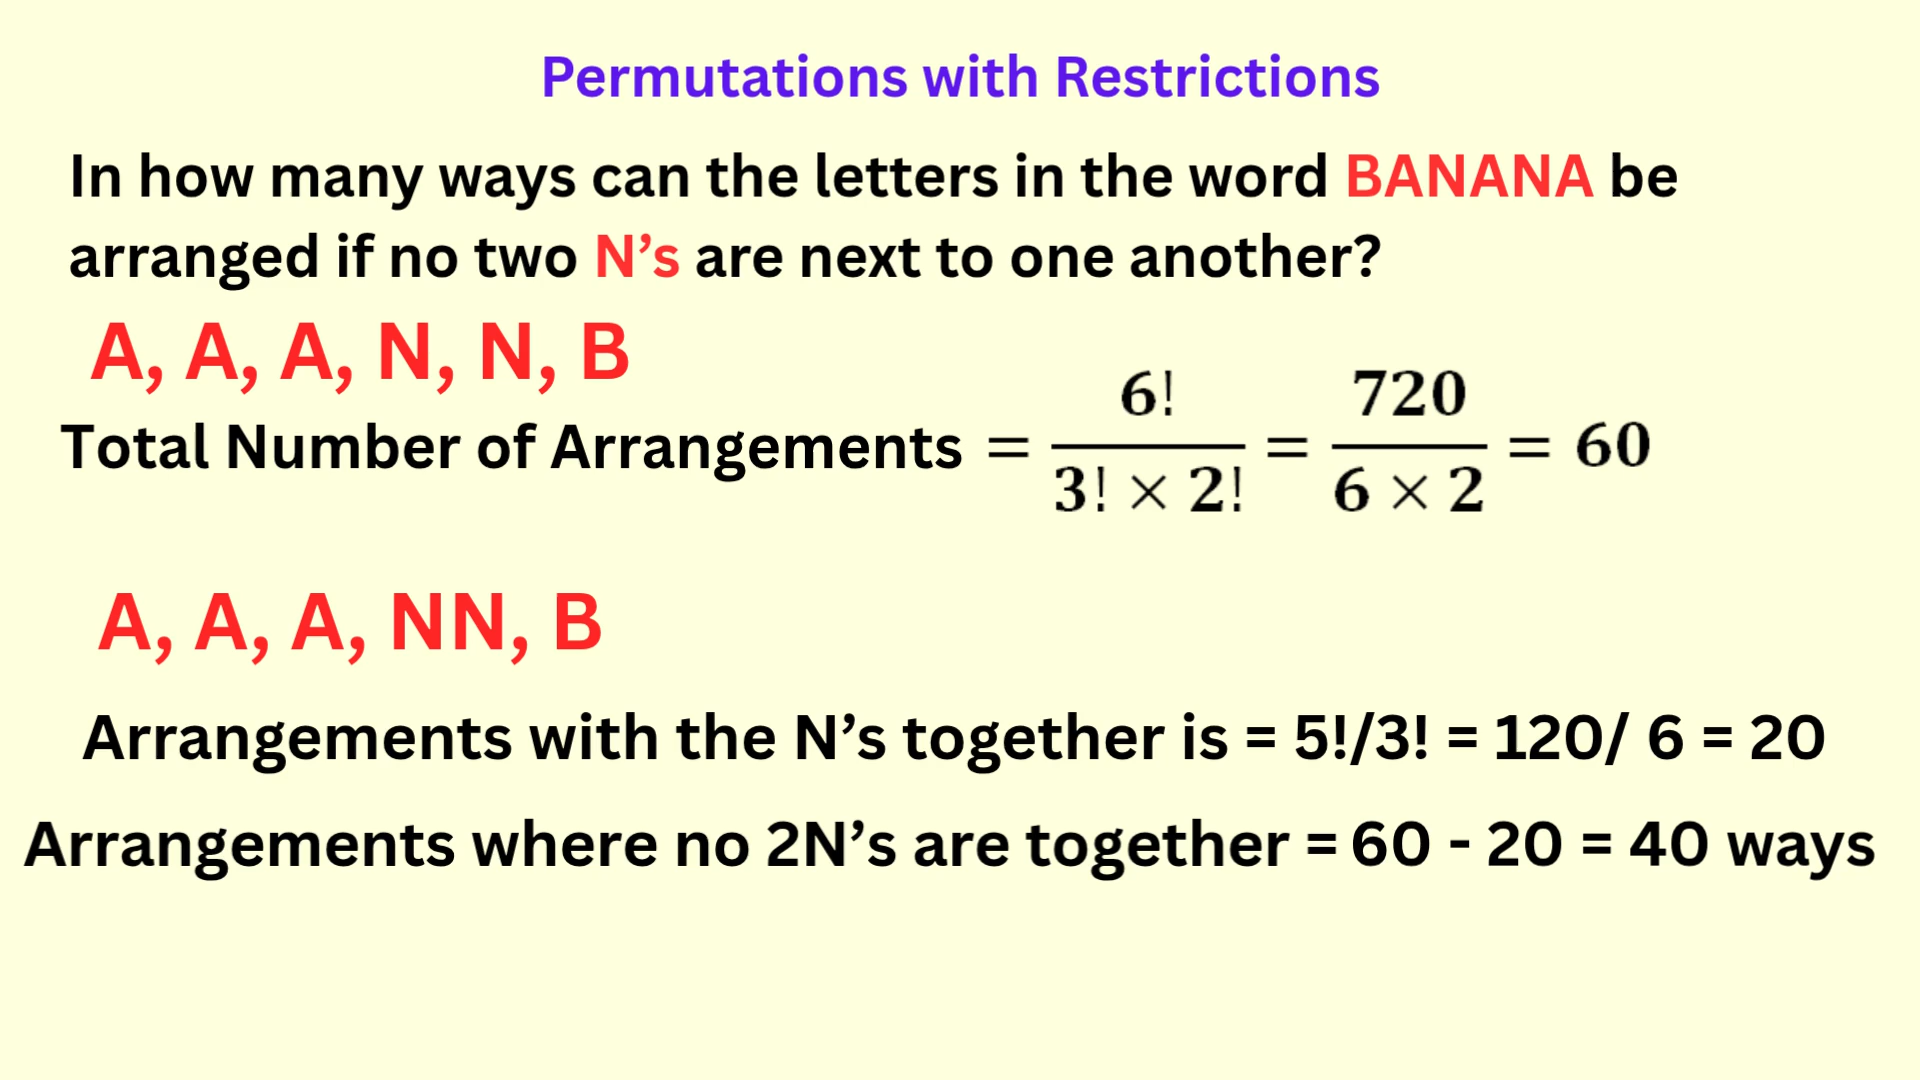 Permutations with Restrictions
In how many ways can the letters in the word BANANA be
arranged if no two N’s are next to one another?
A, A, A, N, N, B
Total Number of Arrangements = 6! / 3! × 2! = 720 / 6 × 2 = 60
A, A, A, NN, B
Arrangements with the N’s together is = 5!/3! = 120/ 6 = 20
Arrangements where no 2N’s are together = 60 - 20 = 40 ways